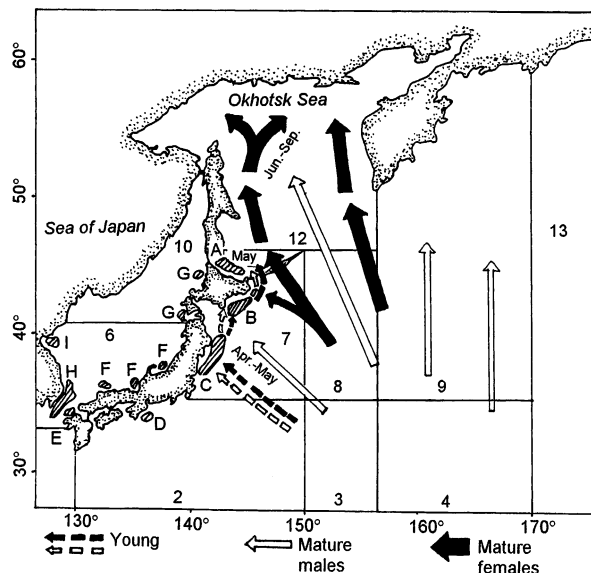 60°
Okhotsk Sea
Jun.-Sep.
50°
Sea of Japan
10
A
May
12
13
G
G
B
40°
6
7
I
F
H
F
F
C
Apr.-May
8
9
E
D
30°
2
3
4
130°
140°
150°
160°
170°
Young
Mature
males
Mature
females